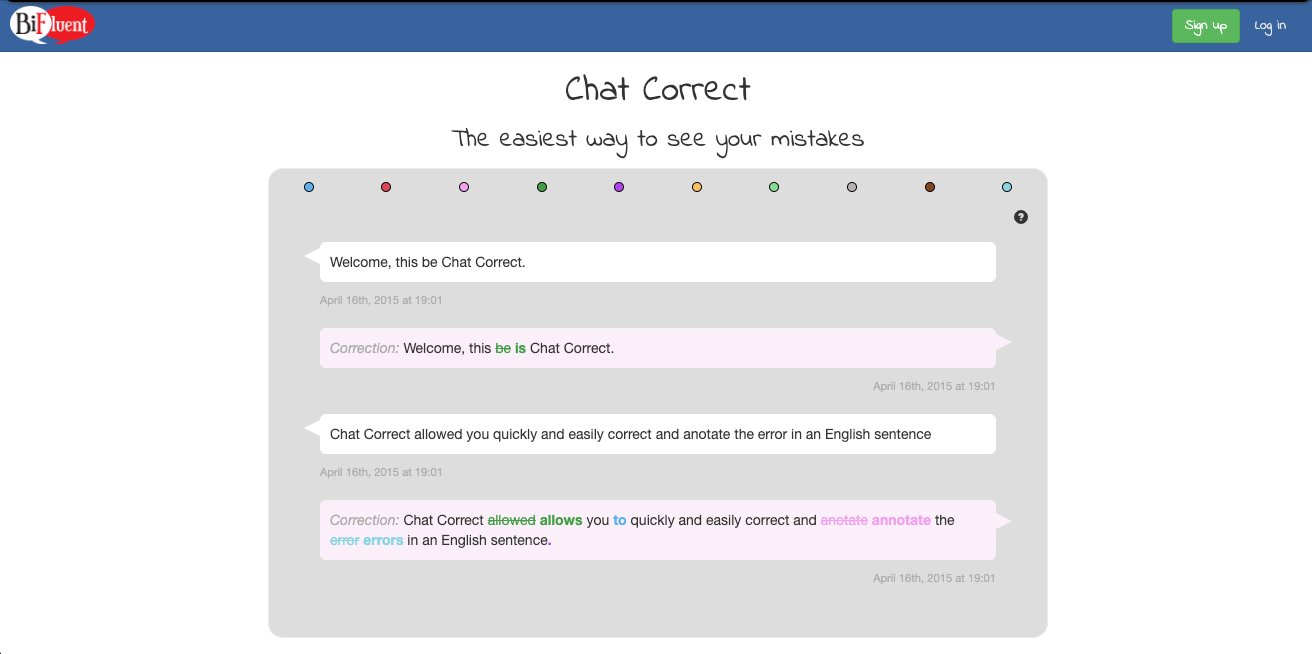 BiFluent
Sign up
Log in
Chat Correct
The easiest way to see your mistakes
?
Welcome, this be Chat Correct.
April 16th, 2015 at 19:01
Correction: Welcome, this be is Chat Correct.
April 16th, 2015 at 19:01
Chat Correct allowed you quickly and easily correct and anotate the error in an English sentence
April 16th, 2015 at 19:01
Correction: Chat Correct allowed allows you to quickly and easily correct and anotate annotate the
error errors in an English sentence.
April 16th, 2015 at 19:01